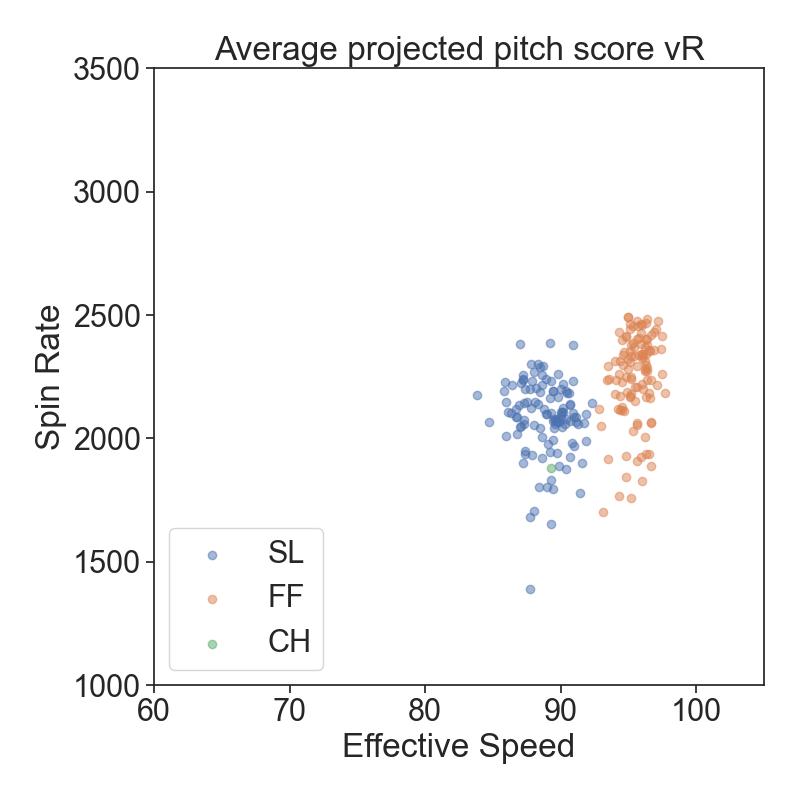 Average projected pitch score vR
3500
3000
2500
2000
1500
1000
Spin Rate
SL
FF
CH
60 70 80 90 100
Effective Speed